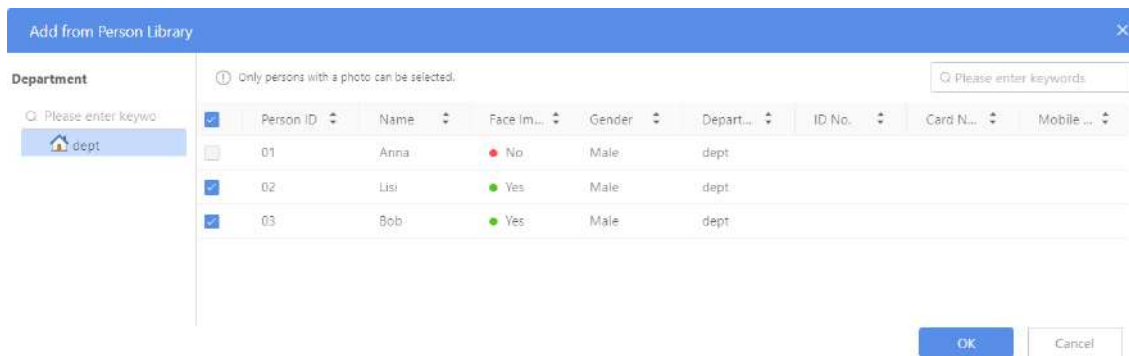 Add from Person Library
Department
Only persons with a photo can be selected.
Please enter keywords
Please enter keywo
dept
Person ID Name Face Im... Gender Depart... ID No. Card N... Mobile ...
01 Anna No Male dept
02 Lisi Yes Male dept
03 Bob Yes Male dept
OK Cancel